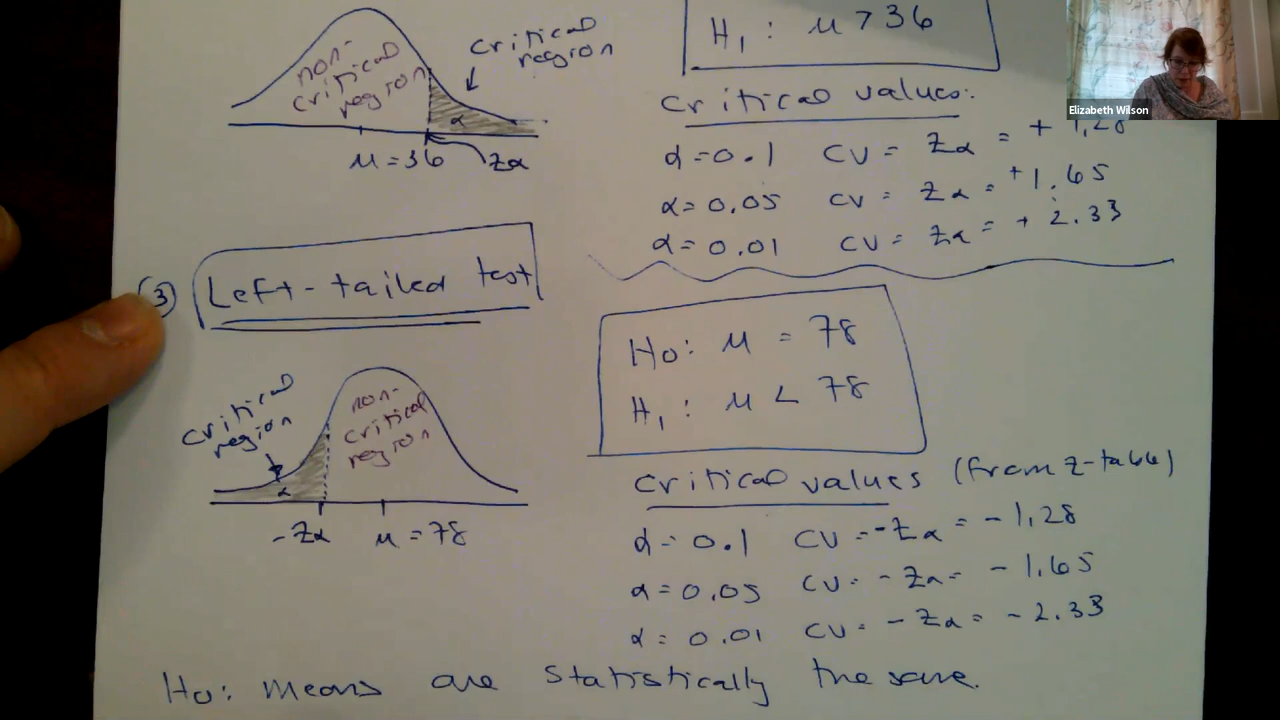 H₁ : μ > 36
critical region
non-critical region
α
μ = 36
zα
critical values:
α = 0.1 CV = zα = + 1.28
α = 0.05 CV = zα = +1.65
α = 0.01 CV = zα = + 2.33
Elizabeth Wilson
(3) Left-tailed test
H0: μ = 78
H₁ : μ < 78
critical region
non-critical region
α
-zα
μ = 78
critical values (from z-table)
α = 0.1 CV = -zα = - 1.28
α = 0.05 CV = - zα = - 1.65
α = 0.01 CV = - zα = - 2.33
Ho: means are statistically the same.